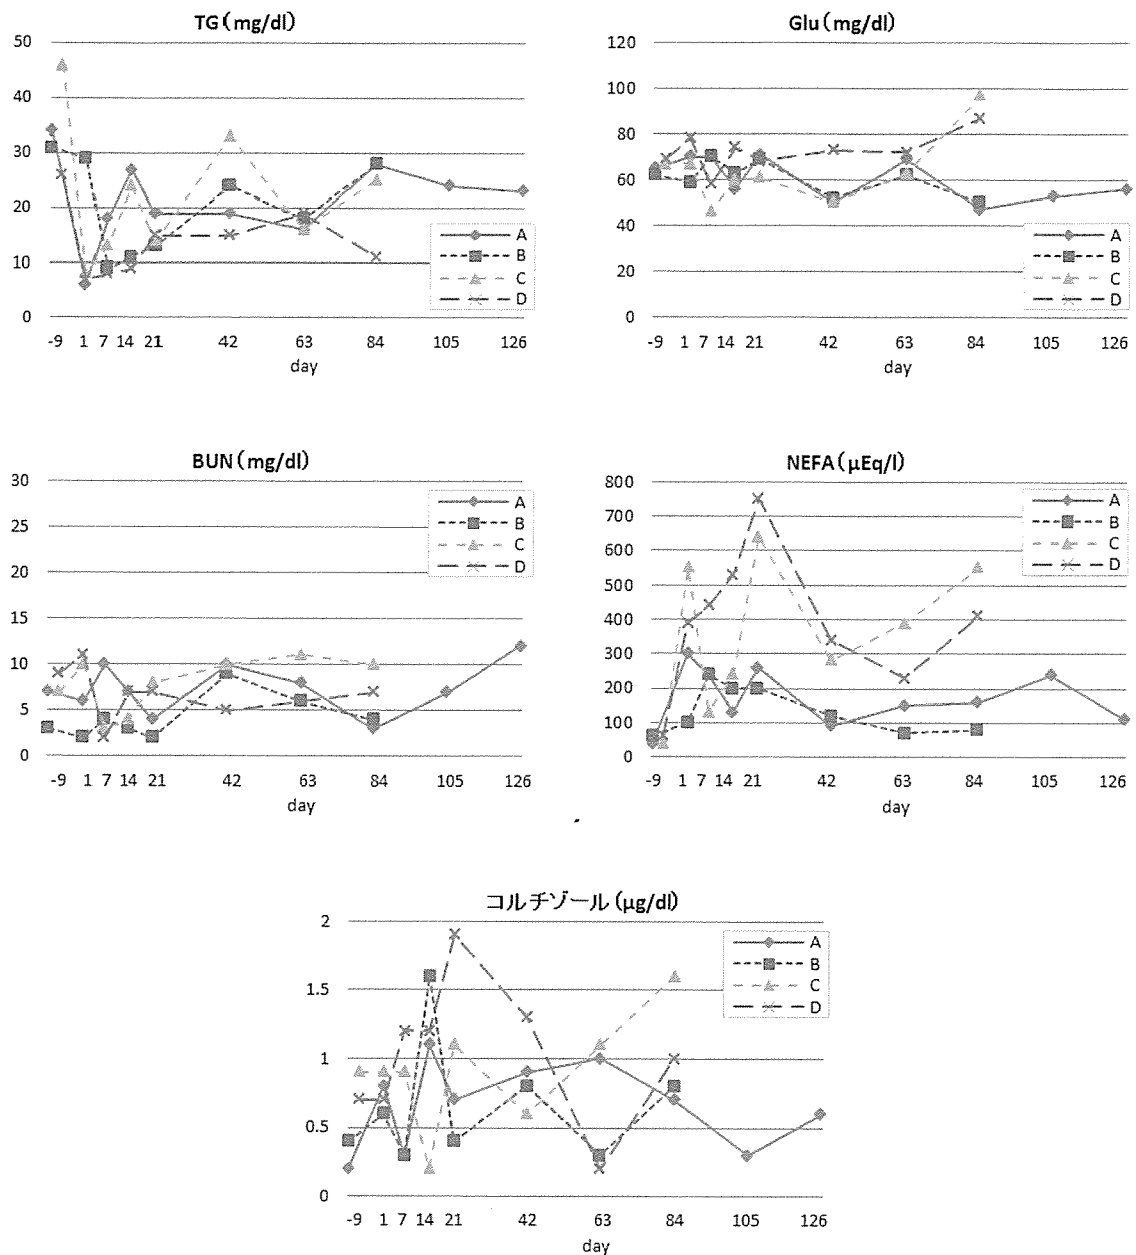 TG(mg/dl)
50
40
30
20
10
0
A
B
C
D
-9 1 7 14 21 42 63 84 105 126
day
Glu(mg/dl)
120
100
80
60
40
20
0
A
B
C
D
-9 1 7 14 21 42 63 84 105 126
day
BUN(mg/dl)
30
25
20
15
10
5
0
A
B
C
D
-9 1 7 14 21 42 63 84 105 126
day
NEFA(μEq/l)
800
700
600
500
400
300
200
100
0
A
B
C
D
-9 1 7 14 21 42 63 84 105 126
day
コルチゾール(μg/dl)
2
1.5
1
0.5
0
A
B
C
D
-9 1 7 14 21 42 63 84 105 126
day